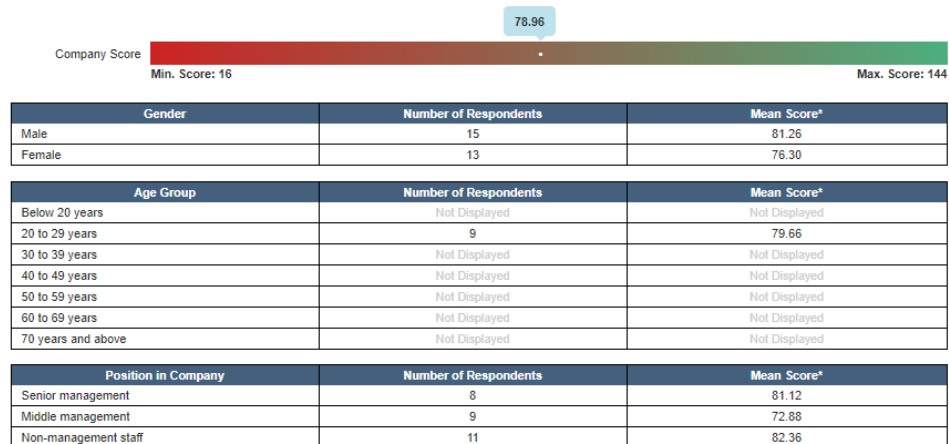 78.96
Company Score
Min. Score: 16 Max. Score: 144
Gender Number of Respondents Mean Score*
Male 15 81.26
Female 13 76.30
Age Group Number of Respondents Mean Score*
Below 20 years Not Displayed Not Displayed
20 to 29 years 9 79.66
30 to 39 years Not Displayed Not Displayed
40 to 49 years Not Displayed Not Displayed
50 to 59 years Not Displayed Not Displayed
60 to 69 years Not Displayed Not Displayed
70 years and above Not Displayed Not Displayed
Position in Company Number of Respondents Mean Score*
Senior management 8 81.12
Middle management 9 72.88
Non-management staff 11 82.36